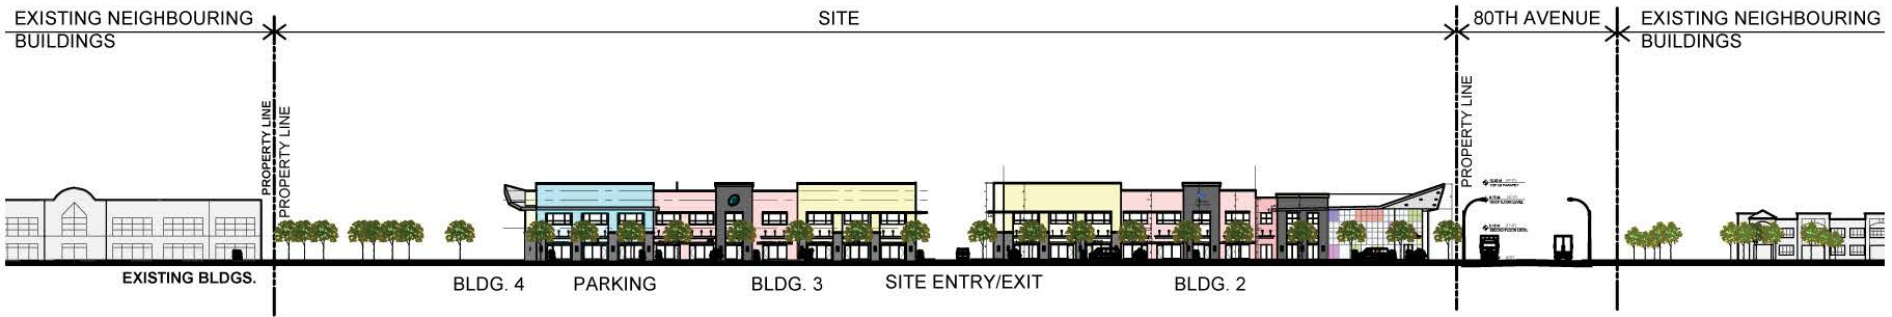 EXISTING NEIGHBOURING
BUILDINGS
SITE
80TH AVENUE
EXISTING NEIGHBOURING
BUILDINGS
PROPERTY LINE
PROPERTY LINE
PROPERTY LINE
EXISTING BLDGS.
BLDG. 4
PARKING
BLDG. 3
SITE ENTRY/EXIT
BLDG. 2